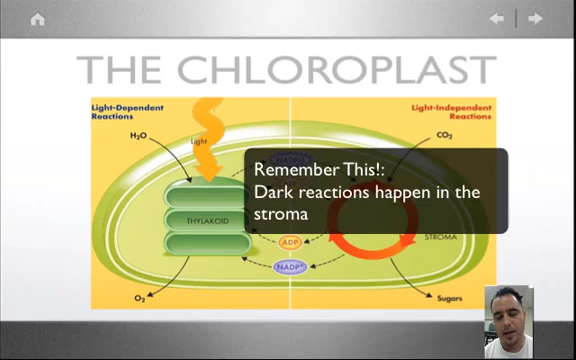 THE CHLOROPLAST
Light-Dependent
Reactions
Light-Independent
Reactions
H2O
Light
CO2
NADPH
Remember This!:
Dark reactions happen in the
stroma
THYLAKOID
ADP
STROMA
NADP+
O2
Sugars